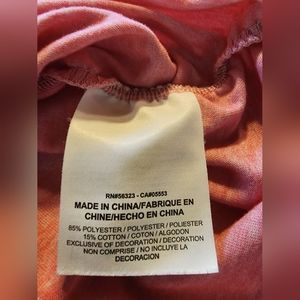 RN#56323 - CA#05553
MADE IN CHINA/FABRIQUE EN
CHINE/HECHO EN CHINA
85% POLYESTER / POLYESTER / POLIESTER
15% COTTON / COTON / ALGODON
EXCLUSIVE OF DECORATION / DECORATION
NON COMPRISE / NO INCLUYE LA
DECORACION